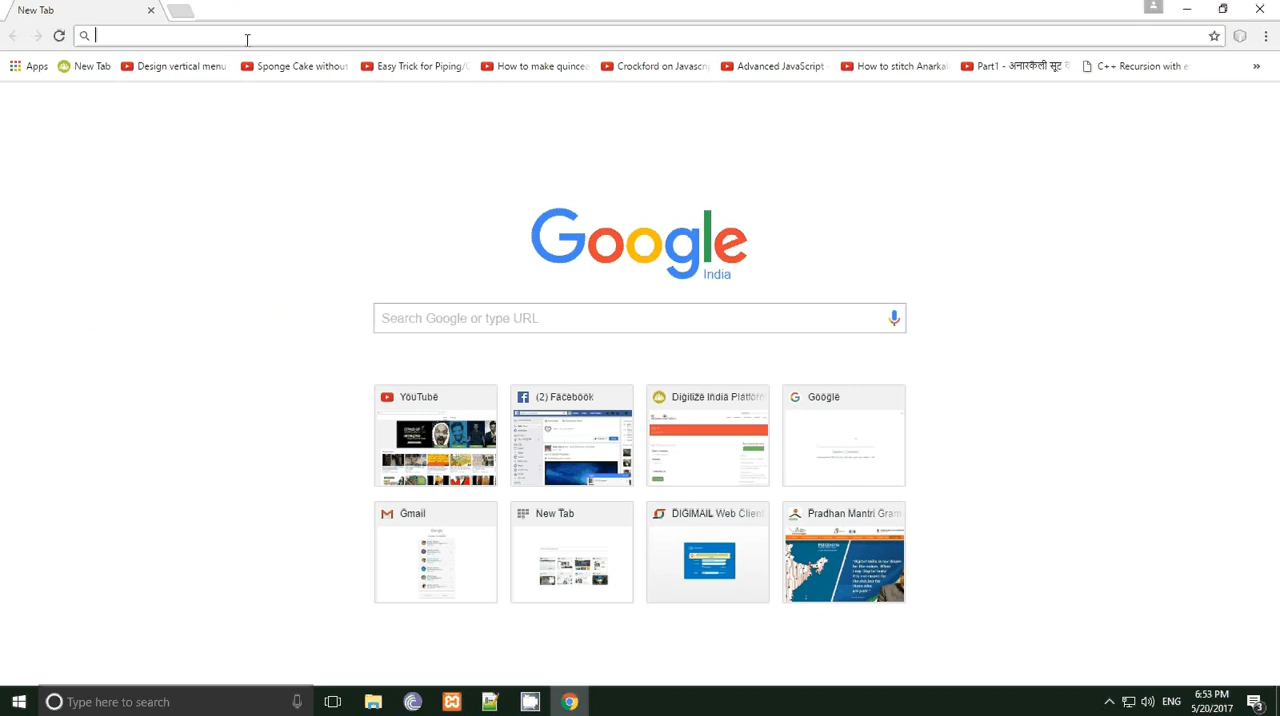 New Tab
Apps New Tab Design vertical menu Sponge Cake without Easy Trick for Piping/ How to make quince Crockford on Javascri Advanced JavaScript - How to stitch Anarkal Part1 - अनारकली सूट C++ Recursion with e »
Google
India
Search Google or type URL
YouTube (2) Facebook Digitize India Platfor Google
Gmail New Tab DIGIMAIL Web Client Pradhan Mantri Gram
Type here to search
ENG
6:53 PM
5/20/2017